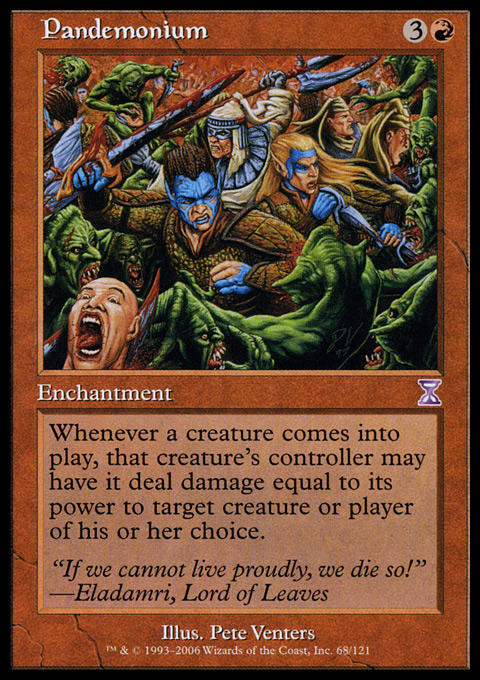 Pandemonium 3
Enchantment
Whenever a creature comes into
play, that creature's controller may
have it deal damage equal to its
power to target creature or player
of his or her choice.
"If we cannot live proudly, we die so!"
—Eladamri, Lord of Leaves
Illus. Pete Venters
™ & © 1993–2006 Wizards of the Coast, Inc. 68/121